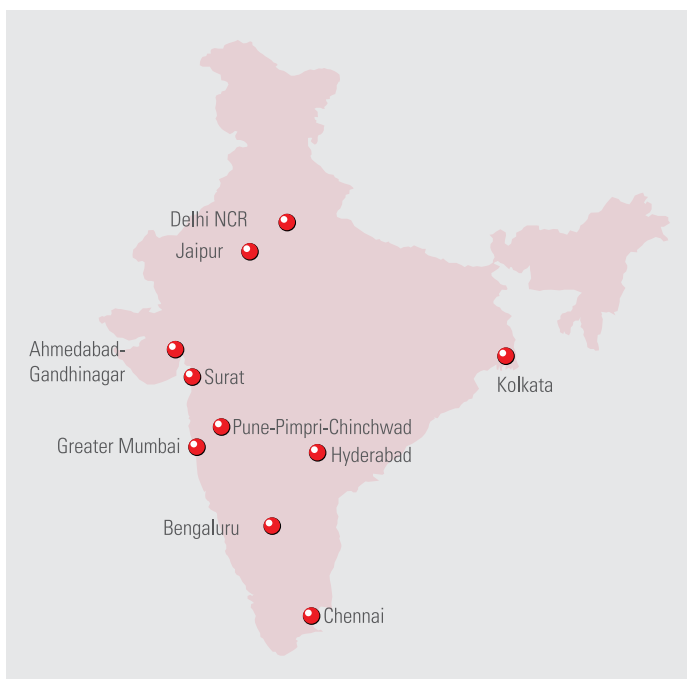 Delhi NCR
Jaipur
Ahmedabad-
Gandhinagar
Surat
Kolkata
Pune-Pimpri-Chinchwad
Greater Mumbai
Hyderabad
Bengaluru
Chennai